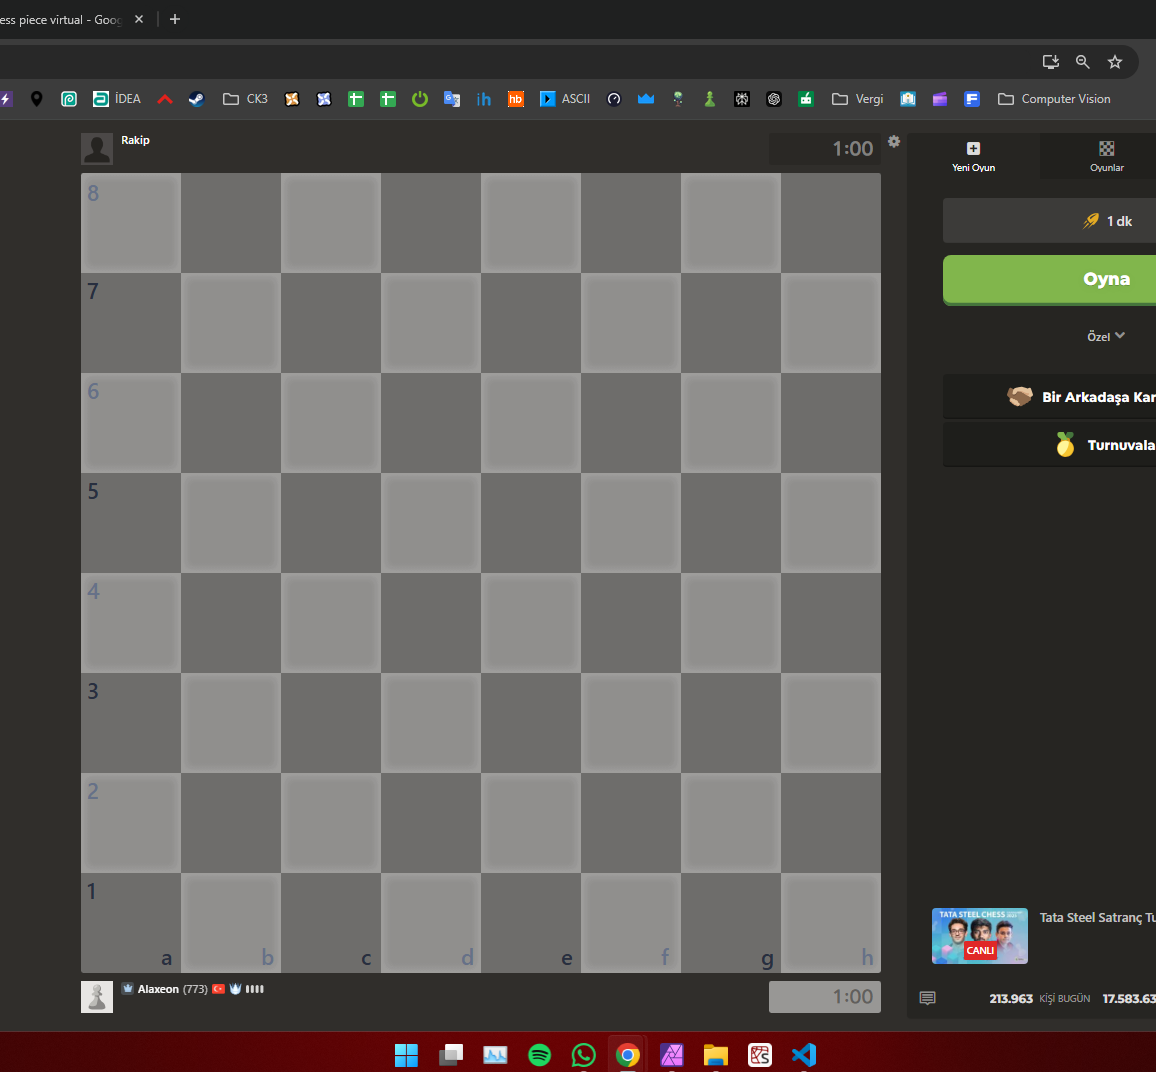 ess piece virtual - Goog
İDEA
CK3
hb
ih
ASCII
Vergi
Computer Vision
Rakip
1:00
Yeni Oyun
Oyunlar
1 dk
Oyna
Özel
Bir Arkadaşa Kar
Turnuvala
8
7
6
5
4
3
2
1
a b c d e f g h
TATA STEEL CHESS
CANLI
Tata Steel Satranç Tu
Alaxeon (773)
1:00
213.963 KİŞİ BUGÜN 17.583.63